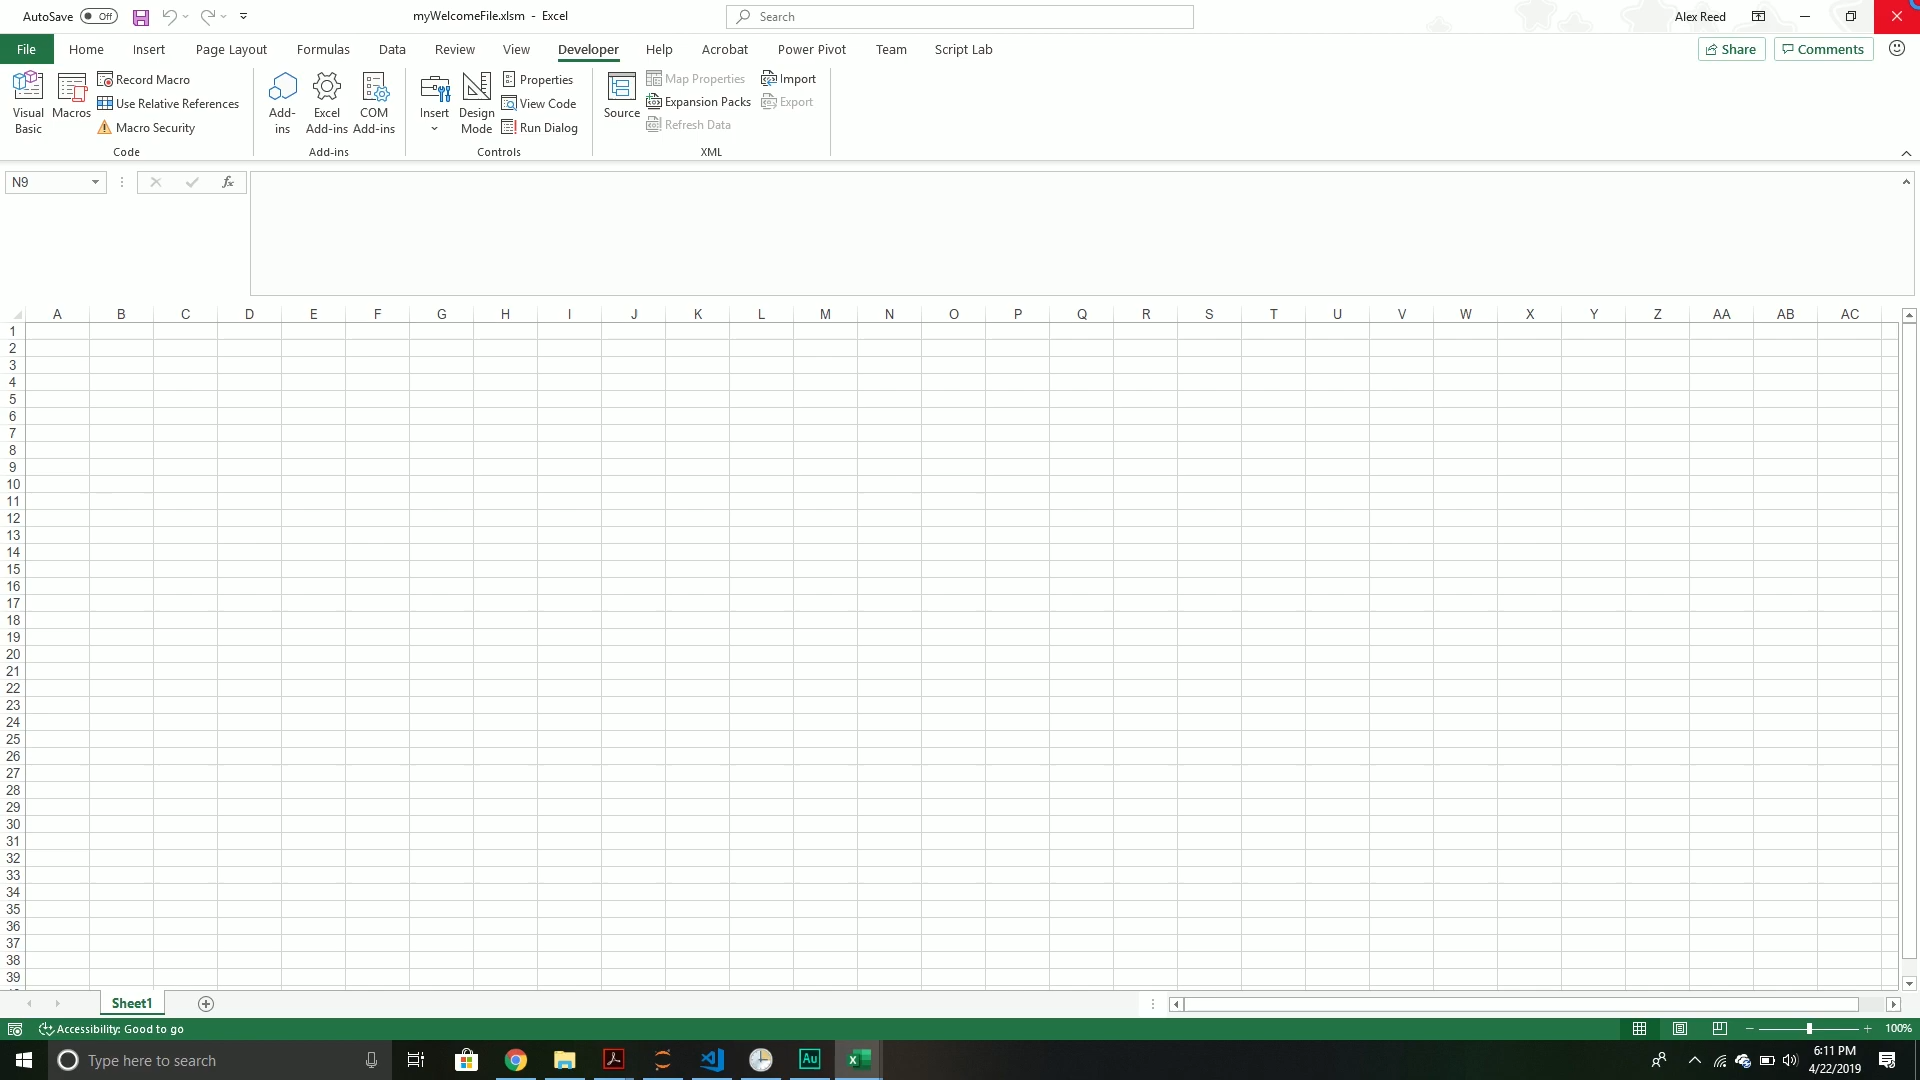 AutoSave Off myWelcomeFile.xlsm - Excel Search Alex Reed
File Home Insert Page Layout Formulas Data Review View Developer Help Acrobat Power Pivot Team Script Lab Share Comments
Visual Basic
Macros
Record Macro
Use Relative References
Macro Security
Code
Add-ins
Excel Add-ins
COM Add-ins
Add-ins
Insert
Design Mode
Properties
View Code
Run Dialog
Controls
Source
Map Properties
Expansion Packs
Refresh Data
Import
Export
XML
N9 fx
A B C D E F G H I J K L M N O P Q R S T U V W X Y Z AA AB AC
1
2
3
4
5
6
7
8
9
10
11
12
13
14
15
16
17
18
19
20
21
22
23
24
25
26
27
28
29
30
31
32
33
34
35
36
37
38
39
Sheet1
Accessibility: Good to go 100%
Type here to search Au 6:11 PM
4/22/2019